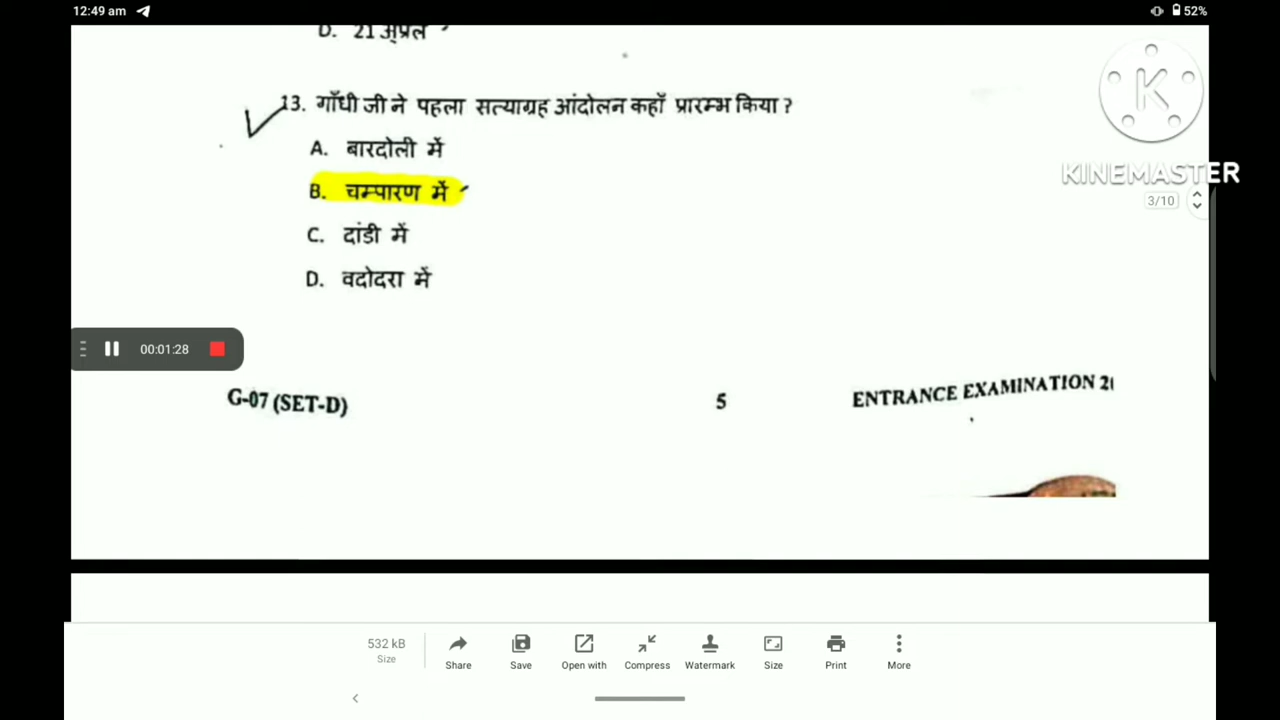 12:49 am
52%
D. 21 अप्रैल
K
KINEMASTER
13. गाँधी जी ने पहला सत्याग्रह आंदोलन कहाँ प्रारम्भ किया ?
A. बारदोली में
B. चम्पारण में
3/10
C. दांडी में
D. वदोदरा में
00:01:28
G-07 (SET-D)
5
ENTRANCE EXAMINATION
532 kB
Size
Share
Save
Open with
Compress
Watermark
Size
Print
More